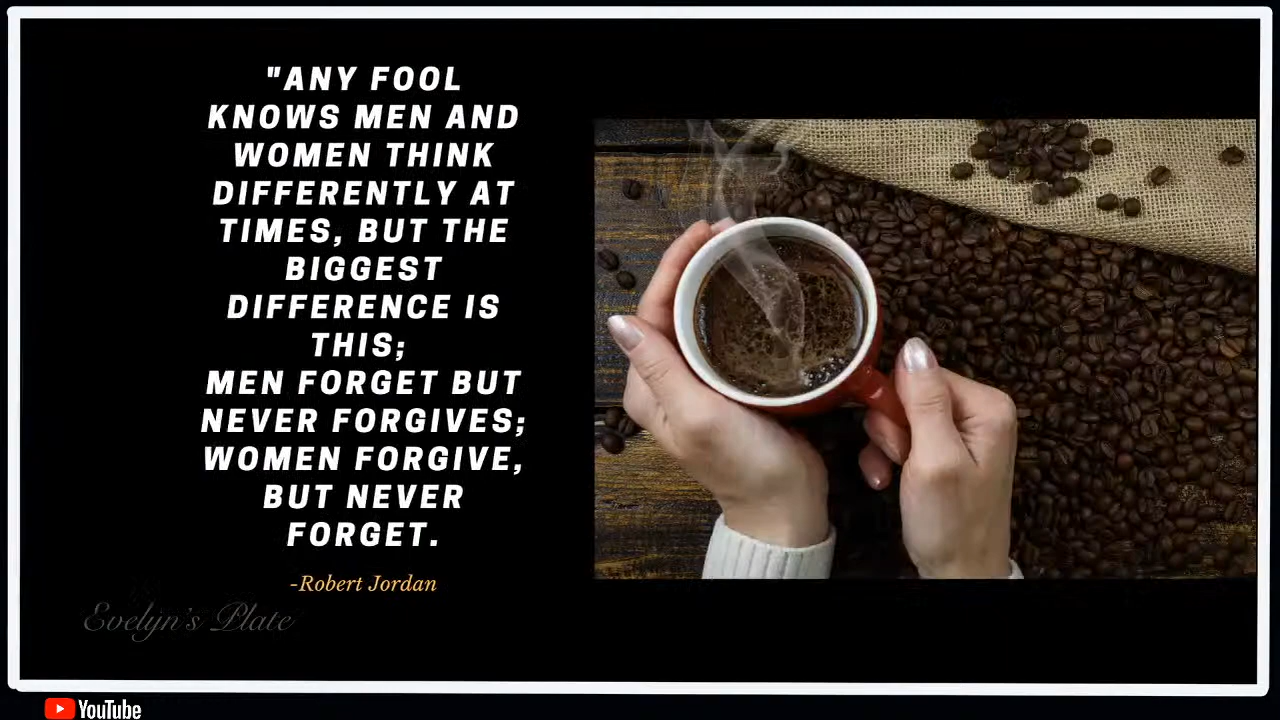 "ANY FOOL
KNOWS MEN AND
WOMEN THINK
DIFFERENTLY AT
TIMES, BUT THE
BIGGEST
DIFFERENCE IS
THIS;
MEN FORGET BUT
NEVER FORGIVES;
WOMEN FORGIVE,
BUT NEVER
FORGET.
-Robert Jordan
Evelyn's Plate
YouTube